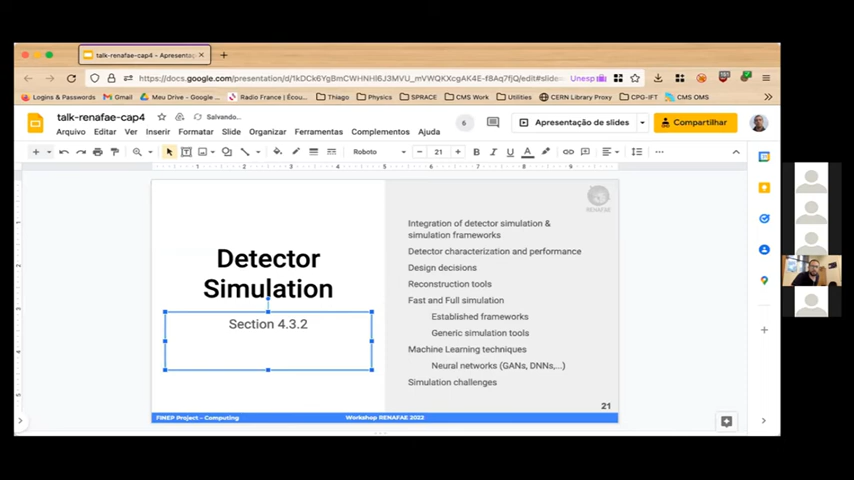 talk-renafae-cap4 – Apresentaç
https://docs.google.com/presentation/d/1kDCk6YgBmCWHNHl6J3MVU_mVWQKXcgAK4E-f8Aq7fjQ/edit#slide=
Unesp
Logins & Passwords
Gmail
Meu Drive - Google ...
Radio France | Écou...
Thiago
Physics
SPRACE
CMS Work
Utilities
CERN Library Proxy
CPG-IFT
CMS OMS
talk-renafae-cap4
Salvando...
6
Apresentação de slides
Compartilhar
Arquivo Editar Ver Inserir Formatar Slide Organizar Ferramentas Complementos Ajuda
Roboto
21
B I U A
Detector
Simulation
Section 4.3.2
RENAFAE
Integration of detector simulation &
simulation frameworks
Detector characterization and performance
Design decisions
Reconstruction tools
Fast and Full simulation
Established frameworks
Generic simulation tools
Machine Learning techniques
Neural networks (GANs, DNNs,...)
Simulation challenges
21
FINEP Project – Computing
Workshop RENAFAE 2022